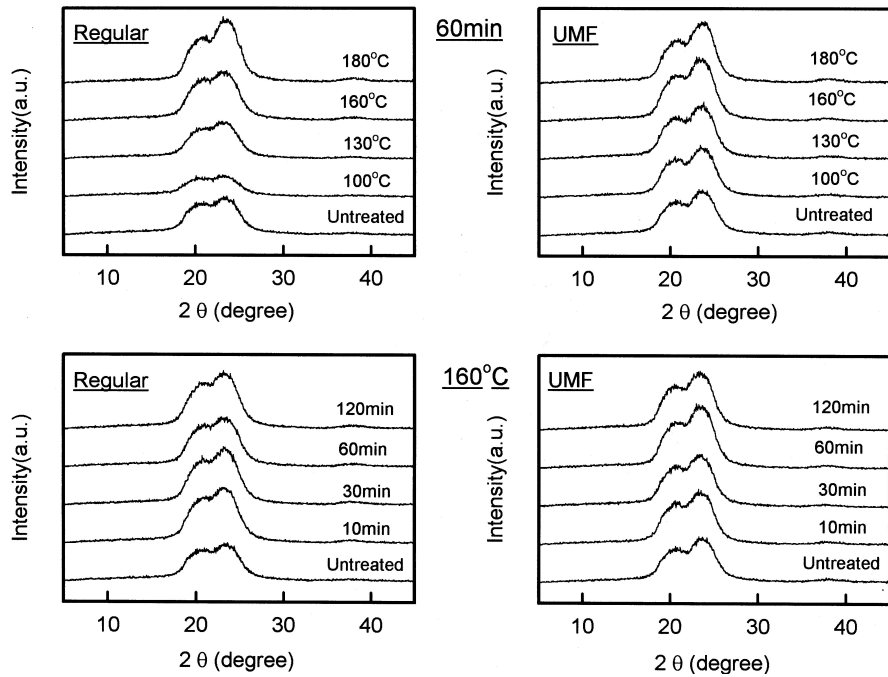 Regular
60min
UMF
Intensity(a.u.)
180°C
160°C
130°C
100°C
Untreated
10 20 30 40
2 θ (degree)
Intensity(a.u.)
180°C
160°C
130°C
100°C
Untreated
10 20 30 40
2 θ (degree)
Regular
160°C
UMF
Intensity(a.u.)
120min
60min
30min
10min
Untreated
10 20 30 40
2 θ (degree)
Intensity(a.u.)
120min
60min
30min
10min
Untreated
10 20 30 40
2 θ (degree)